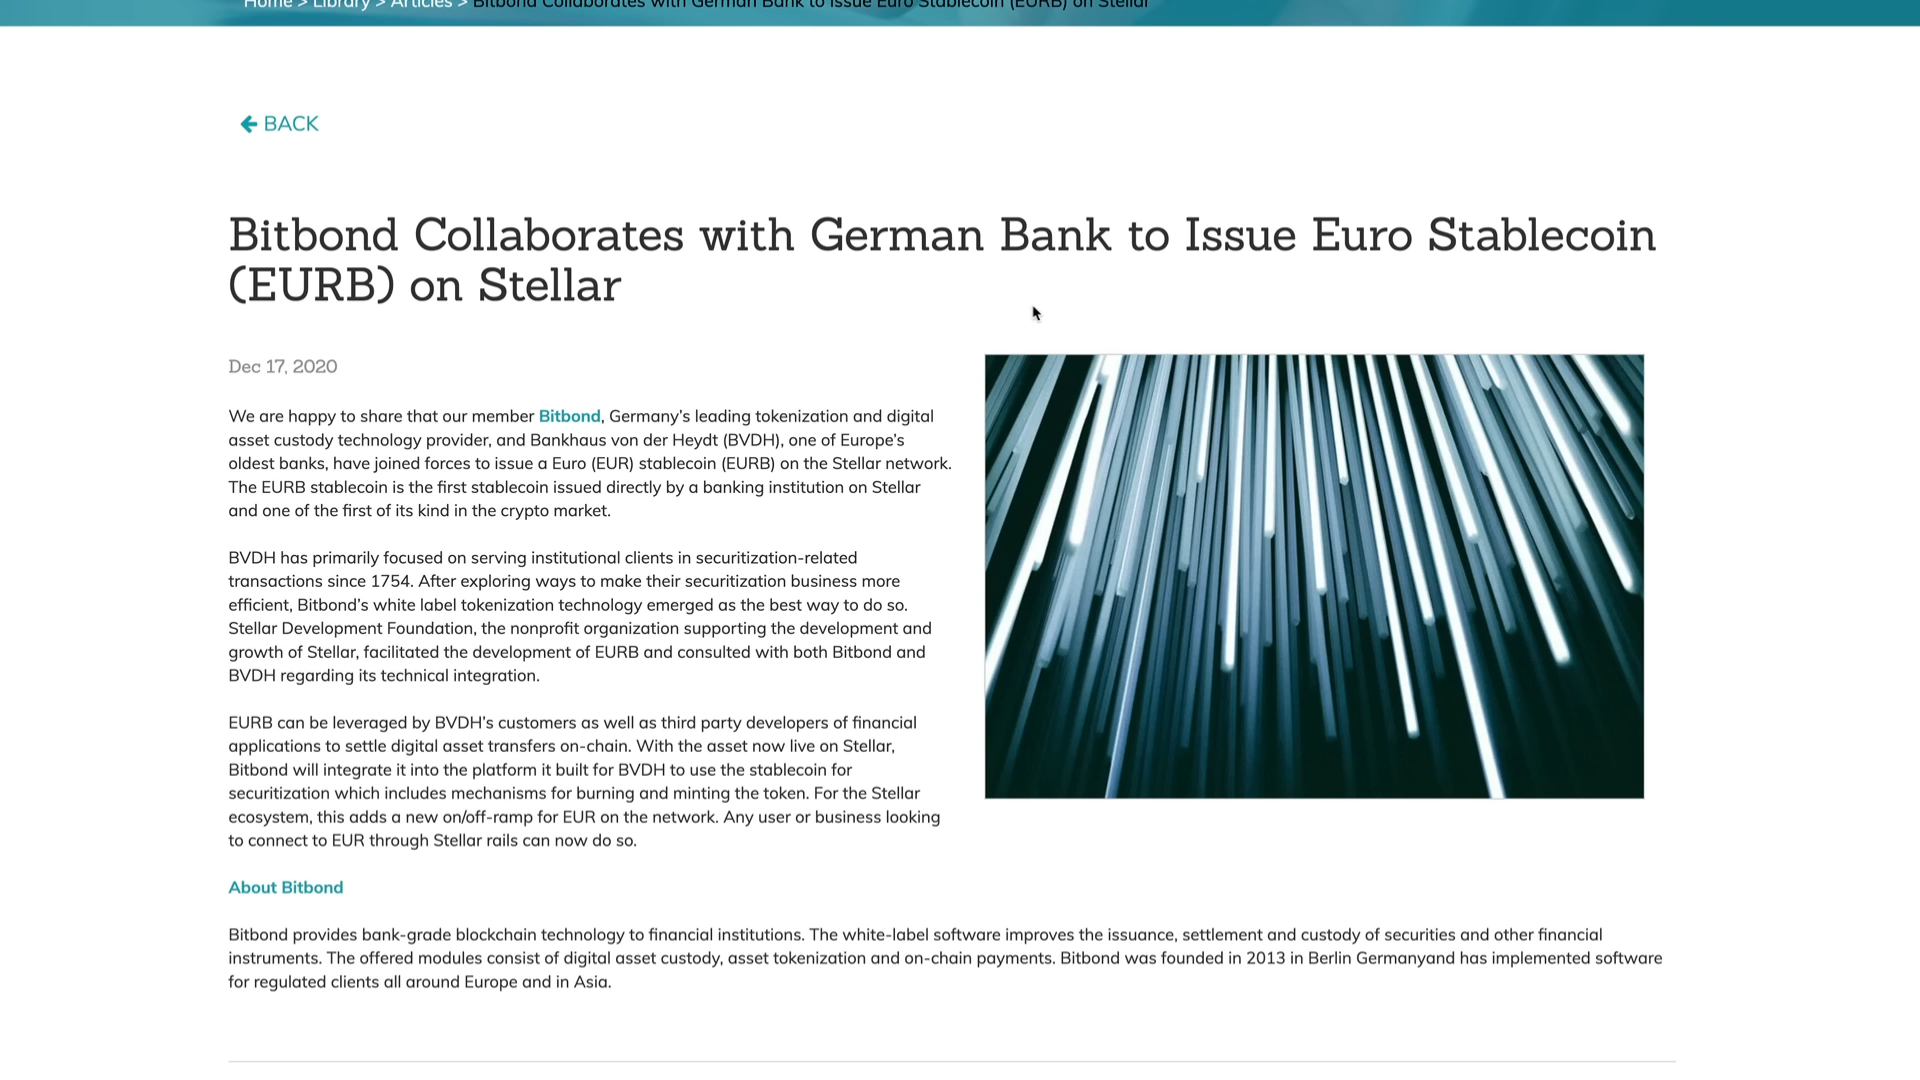 Home > Library > Articles > Bitbond Collaborates with German Bank to Issue Euro Stablecoin (EURB) on Stellar
BACK
Bitbond Collaborates with German Bank to Issue Euro Stablecoin
(EURB) on Stellar
Dec 17, 2020
We are happy to share that our member Bitbond, Germany’s leading tokenization and digital
asset custody technology provider, and Bankhaus von der Heydt (BVDH), one of Europe’s
oldest banks, have joined forces to issue a Euro (EUR) stablecoin (EURB) on the Stellar network.
The EURB stablecoin is the first stablecoin issued directly by a banking institution on Stellar
and one of the first of its kind in the crypto market.
BVDH has primarily focused on serving institutional clients in securitization-related
transactions since 1754. After exploring ways to make their securitization business more
efficient, Bitbond’s white label tokenization technology emerged as the best way to do so.
Stellar Development Foundation, the nonprofit organization supporting the development and
growth of Stellar, facilitated the development of EURB and consulted with both Bitbond and
BVDH regarding its technical integration.
EURB can be leveraged by BVDH’s customers as well as third party developers of financial
applications to settle digital asset transfers on-chain. With the asset now live on Stellar,
Bitbond will integrate it into the platform it built for BVDH to use the stablecoin for
securitization which includes mechanisms for burning and minting the token. For the Stellar
ecosystem, this adds a new on/off-ramp for EUR on the network. Any user or business looking
to connect to EUR through Stellar rails can now do so.
About Bitbond
Bitbond provides bank-grade blockchain technology to financial institutions. The white-label software improves the issuance, settlement and custody of securities and other financial
instruments. The offered modules consist of digital asset custody, asset tokenization and on-chain payments. Bitbond was founded in 2013 in Berlin Germanyand has implemented software
for regulated clients all around Europe and in Asia.